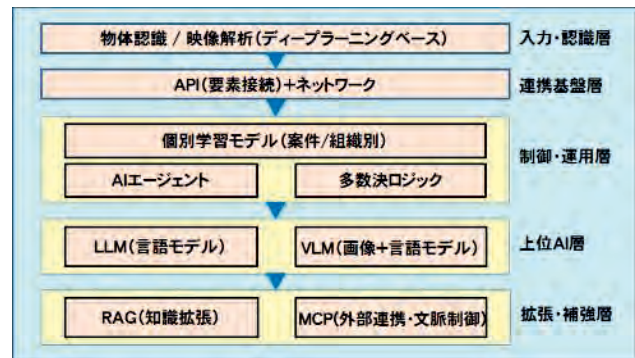 物体認識 / 映像解析(ディープラーニングベース)
入力・認識層
API(要素接続)+ネットワーク
連携基盤層
個別学習モデル(案件/組織別)
AIエージェント
多数決ロジック
制御・運用層
LLM(言語モデル)
VLM(画像+言語モデル)
上位AI層
RAG(知識拡張)
MCP(外部連携・文脈制御)
拡張・補強層